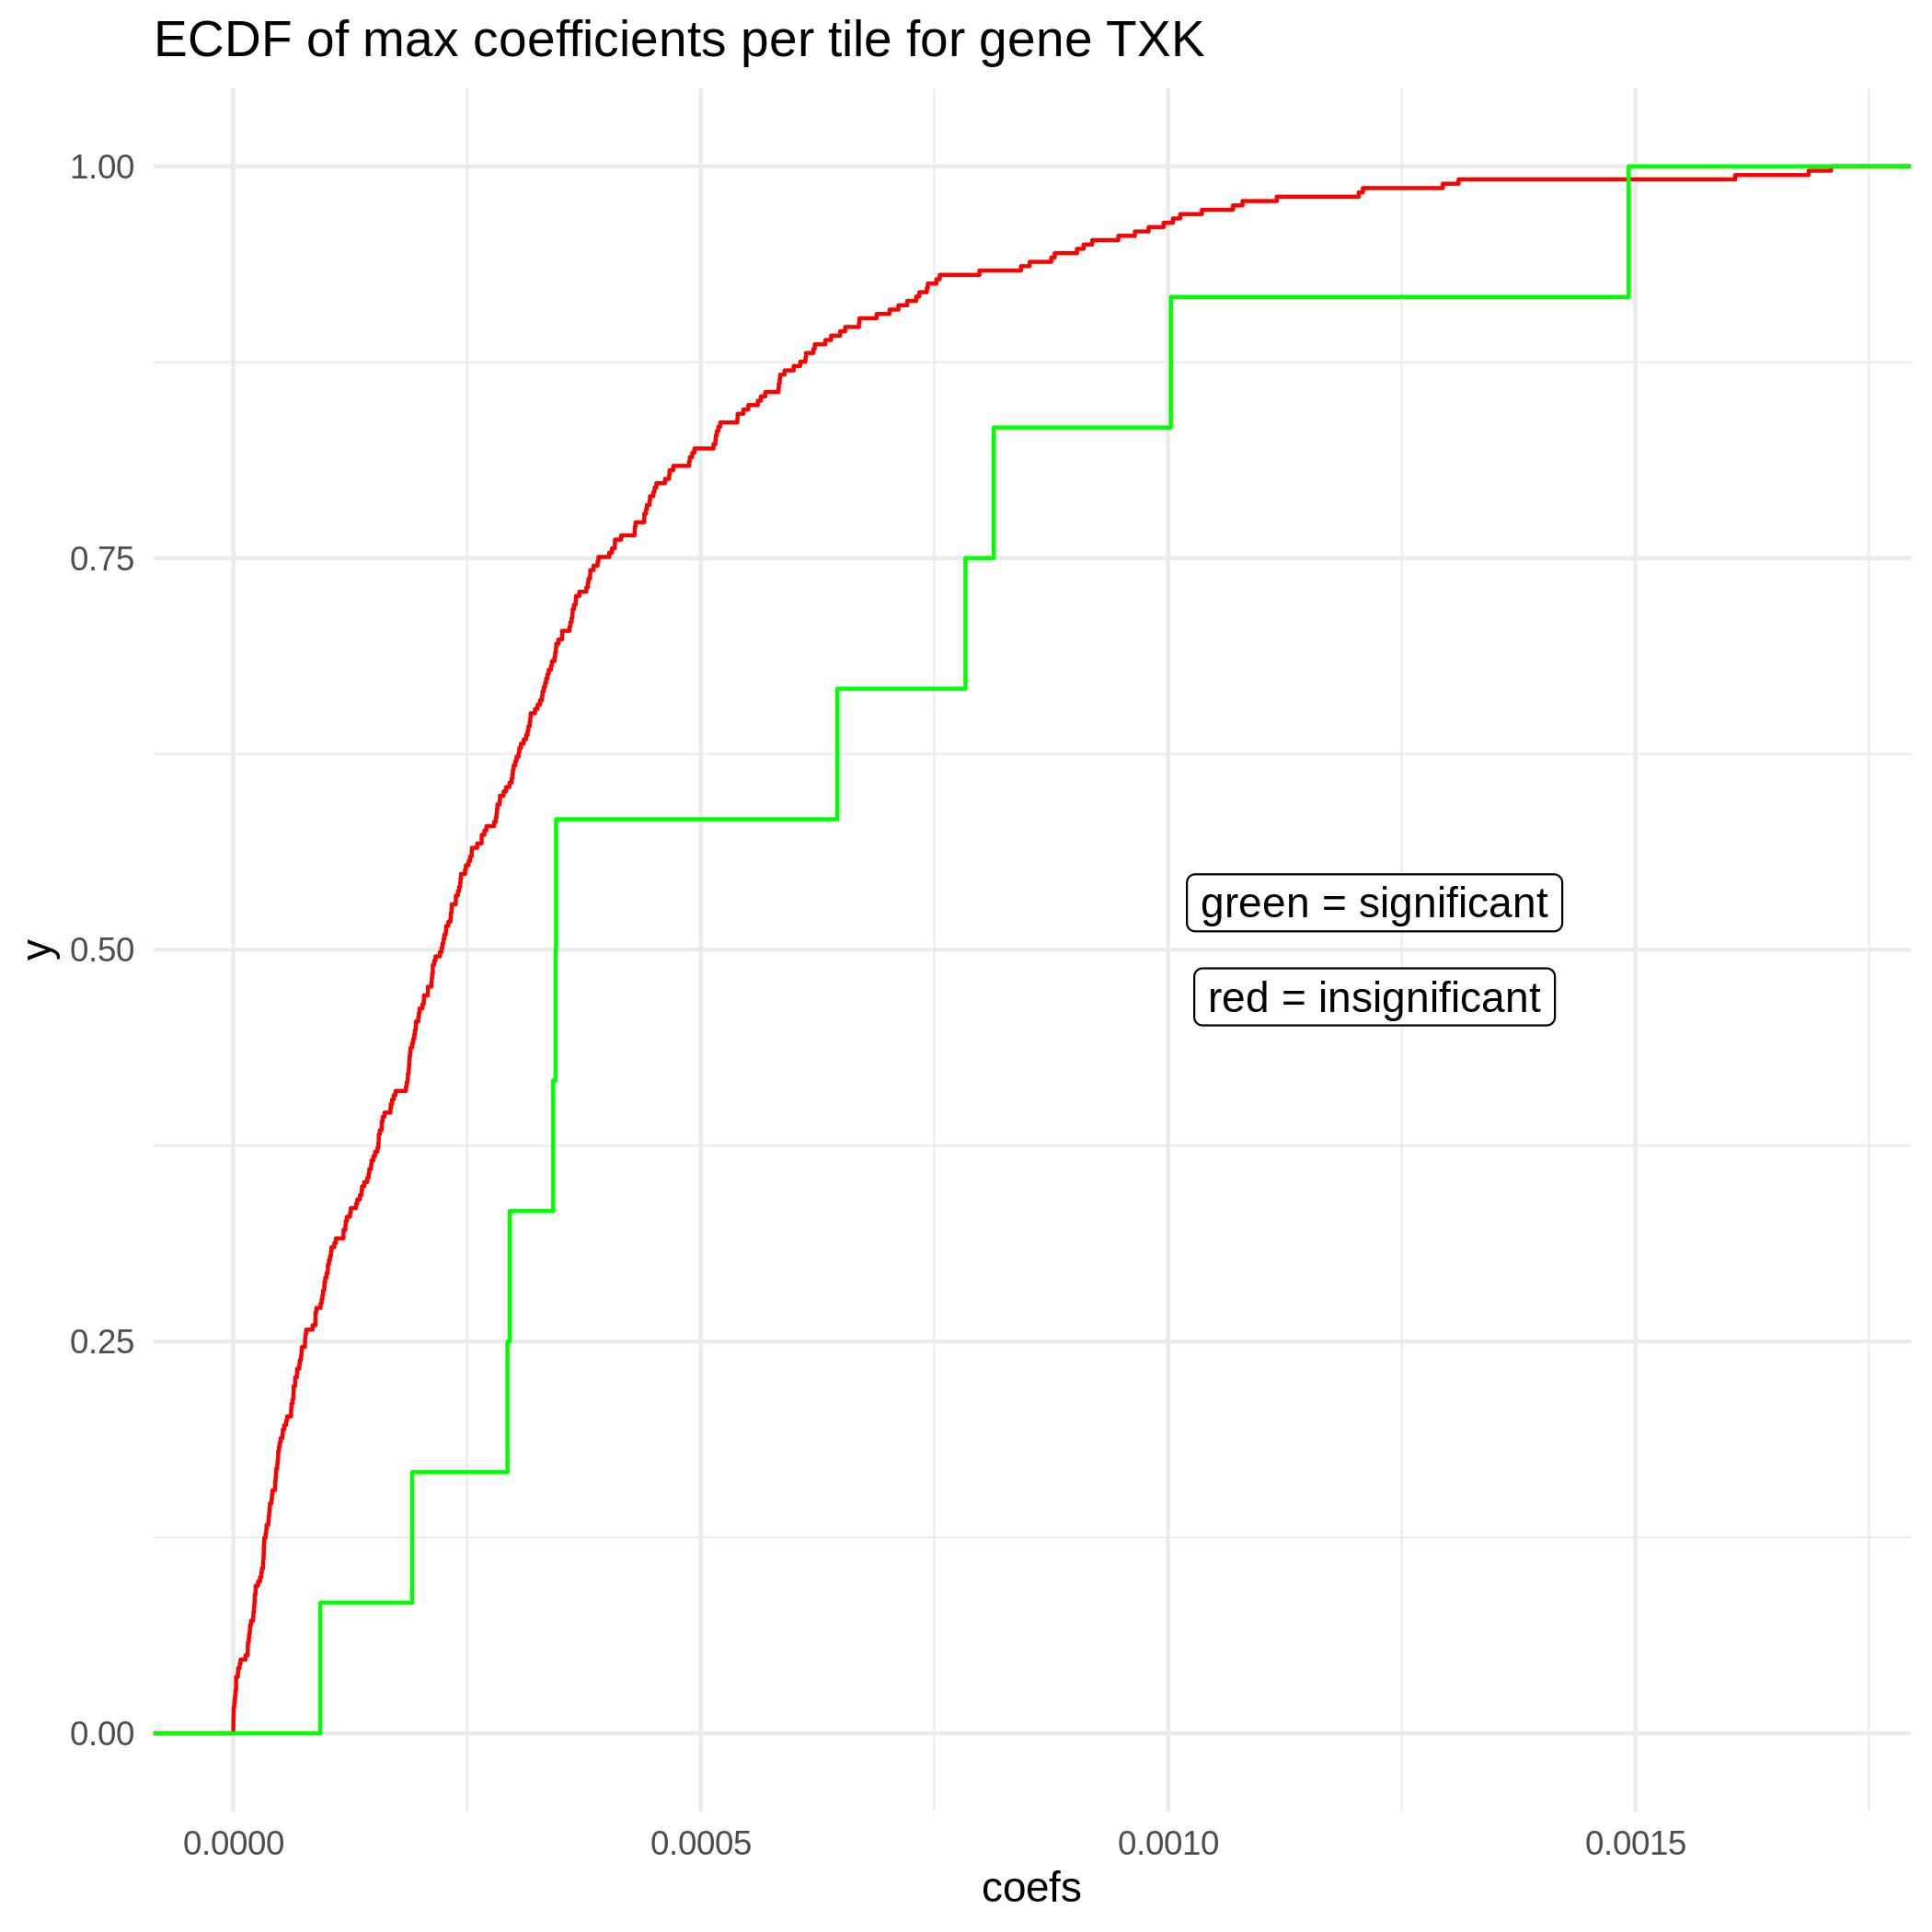 ECDF of max coefficients per tile for gene TXK
1.00
0.75
0.50
0.25
0.00
y
green = significant
red = insignificant
0.0000
0.0005
0.0010
0.0015
coefs